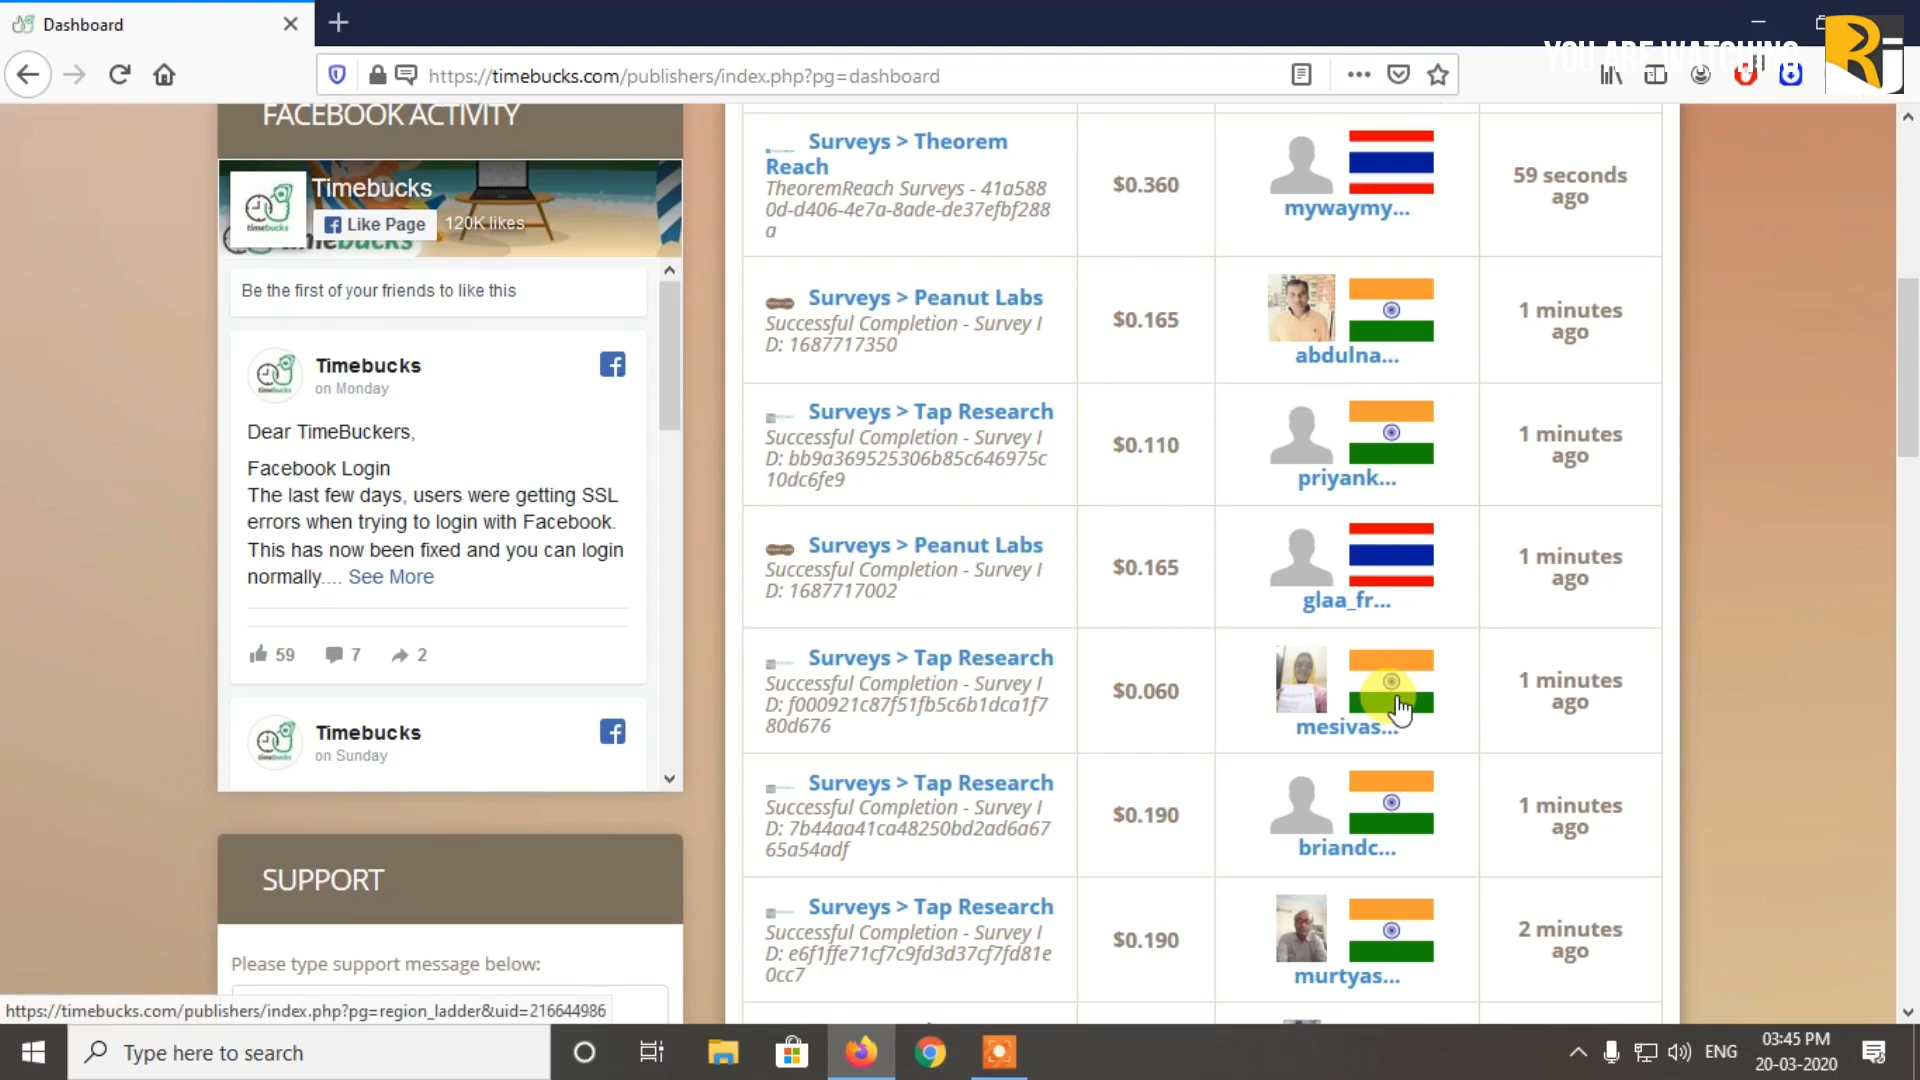 Dashboard
https://timebucks.com/publishers/index.php?pg=dashboard
YOU ARE WATCHING
FACEBOOK ACTIVITY
Timebucks
Like Page
120K likes
timebucks
Be the first of your friends to like this
Timebucks
on Monday
Dear TimeBuckers,
Facebook Login
The last few days, users were getting SSL
errors when trying to login with Facebook.
This has now been fixed and you can login
normally.... See More
59
7
2
Timebucks
on Sunday
SUPPORT
Please type support message below:
Surveys > Theorem
Reach
TheoremReach Surveys - 41a588
0d-d406-4e7a-8ade-de37efbf288
a
$0.360
mywaymy...
59 seconds
ago
Surveys > Peanut Labs
Successful Completion - Survey I
D: 1687717350
$0.165
abdulna...
1 minutes
ago
Surveys > Tap Research
Successful Completion - Survey I
D: bb9a369525306b85c646975c
10dc6fe9
$0.110
priyank...
1 minutes
ago
Surveys > Peanut Labs
Successful Completion - Survey I
D: 1687717002
$0.165
glaa_fr...
1 minutes
ago
Surveys > Tap Research
Successful Completion - Survey I
D: f000921c87f51fb5c6b1dca1f7
80d676
$0.060
mesivas...
1 minutes
ago
Surveys > Tap Research
Successful Completion - Survey I
D: 7b44aa41ca48250bd2ad6a67
65a54adf
$0.190
briandc...
1 minutes
ago
Surveys > Tap Research
Successful Completion - Survey I
D: e6f1ffe71cf7c9fd3d37cf7fd81e
0cc7
$0.190
murtyas...
2 minutes
ago
https://timebucks.com/publishers/index.php?pg=region_ladder&uid=216644986
Type here to search
ENG
03:45 PM
20-03-2020